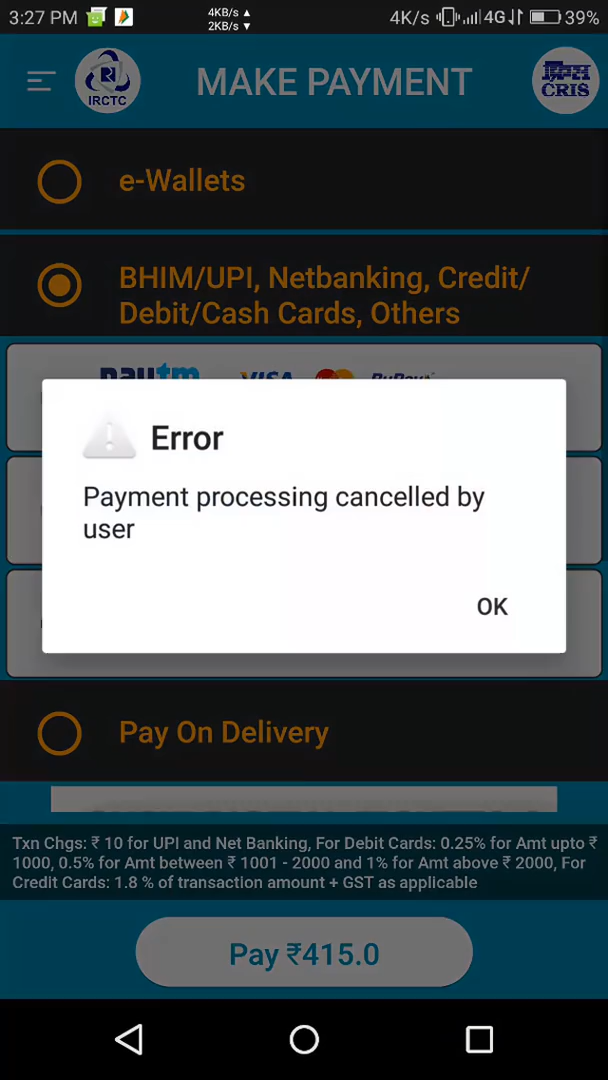 3:27 PM
4KB/s ▲
2KB/s ▼
4K/s 4G 39%
IRCTC
MAKE PAYMENT
CRIS
e-Wallets
BHIM/UPI, Netbanking, Credit/
Debit/Cash Cards, Others
paytm VISA RuPay
Error
Payment processing cancelled by
user
OK
Pay On Delivery
Txn Chgs: ₹ 10 for UPI and Net Banking, For Debit Cards: 0.25% for Amt upto ₹
1000, 0.5% for Amt between ₹ 1001 - 2000 and 1% for Amt above ₹ 2000, For
Credit Cards: 1.8 % of transaction amount + GST as applicable
Pay ₹415.0